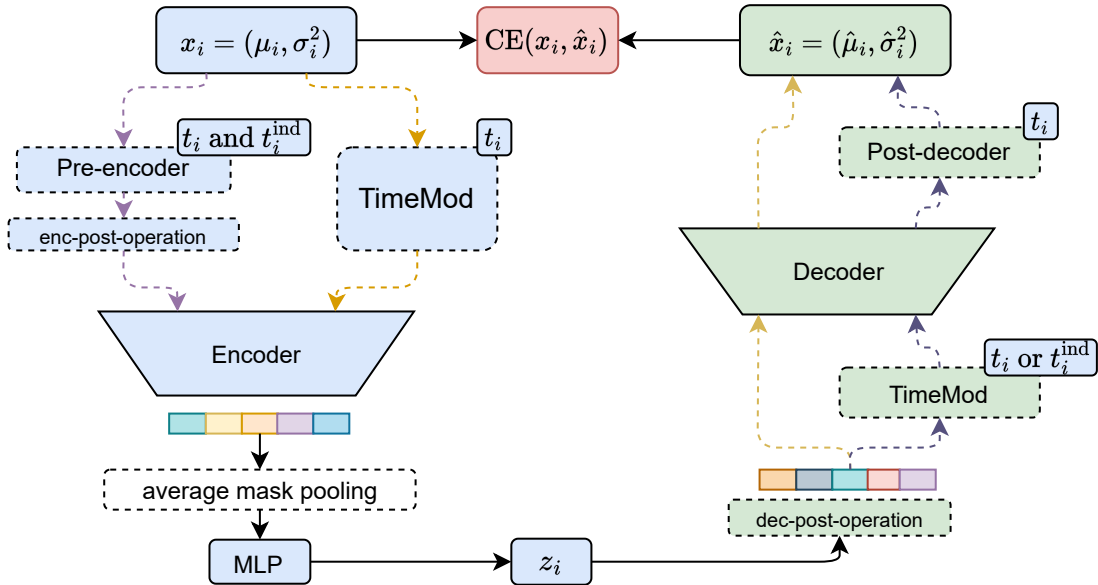 x_i = (μ_i, σ_i^2)
CE(x_i, x̂_i)
x̂_i = (μ̂_i, σ̂_i^2)
t_i and t_i^ind
Pre-encoder
enc-post-operation
t_i
TimeMod
Encoder
average mask pooling
MLP
z_i
dec-post-operation
t_i or t_i^ind
TimeMod
Decoder
t_i
Post-decoder